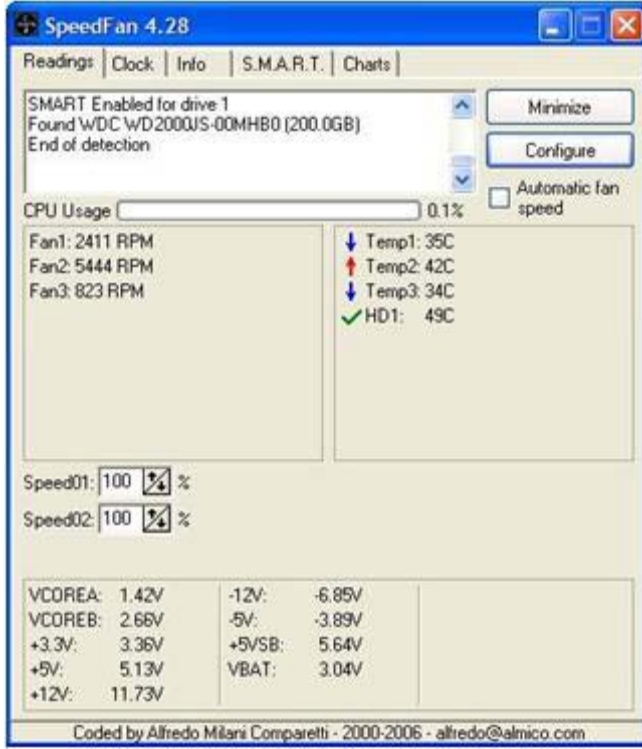 SpeedFan 4.28
Readings Clock Info S.M.A.R.T. Charts
SMART Enabled for drive 1
Found WDC WD2000JS-00MHB0 (200.0GB)
End of detection
Minimize
Configure
Automatic fan speed
CPU Usage 0.1%
Fan1: 2411 RPM
Fan2: 5444 RPM
Fan3: 823 RPM
Temp1: 35C
Temp2: 42C
Temp3: 34C
HD1: 49C
Speed01: 100 %
Speed02: 100 %
VCOREA: 1.42V
VCOREB: 2.66V
+3.3V: 3.36V
+5V: 5.13V
+12V: 11.73V
-12V: -6.85V
-5V: -3.89V
+5VSB: 5.64V
VBAT: 3.04V
Coded by Alfredo Milani Comparetti - 2000-2006 - alfredo@almico.com